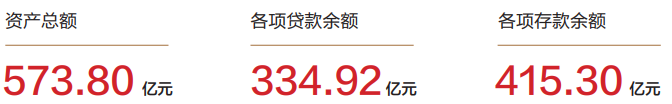 资产总额
573.80 亿元
各项贷款余额
334.92 亿元
各项存款余额
415.30 亿元